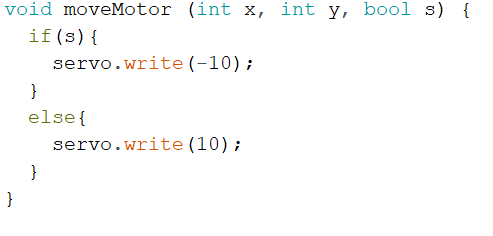 void moveMotor (int x, int y, bool s) {
  if(s){
    servo.write(-10);
  }
  else{
    servo.write(10);
  }
}